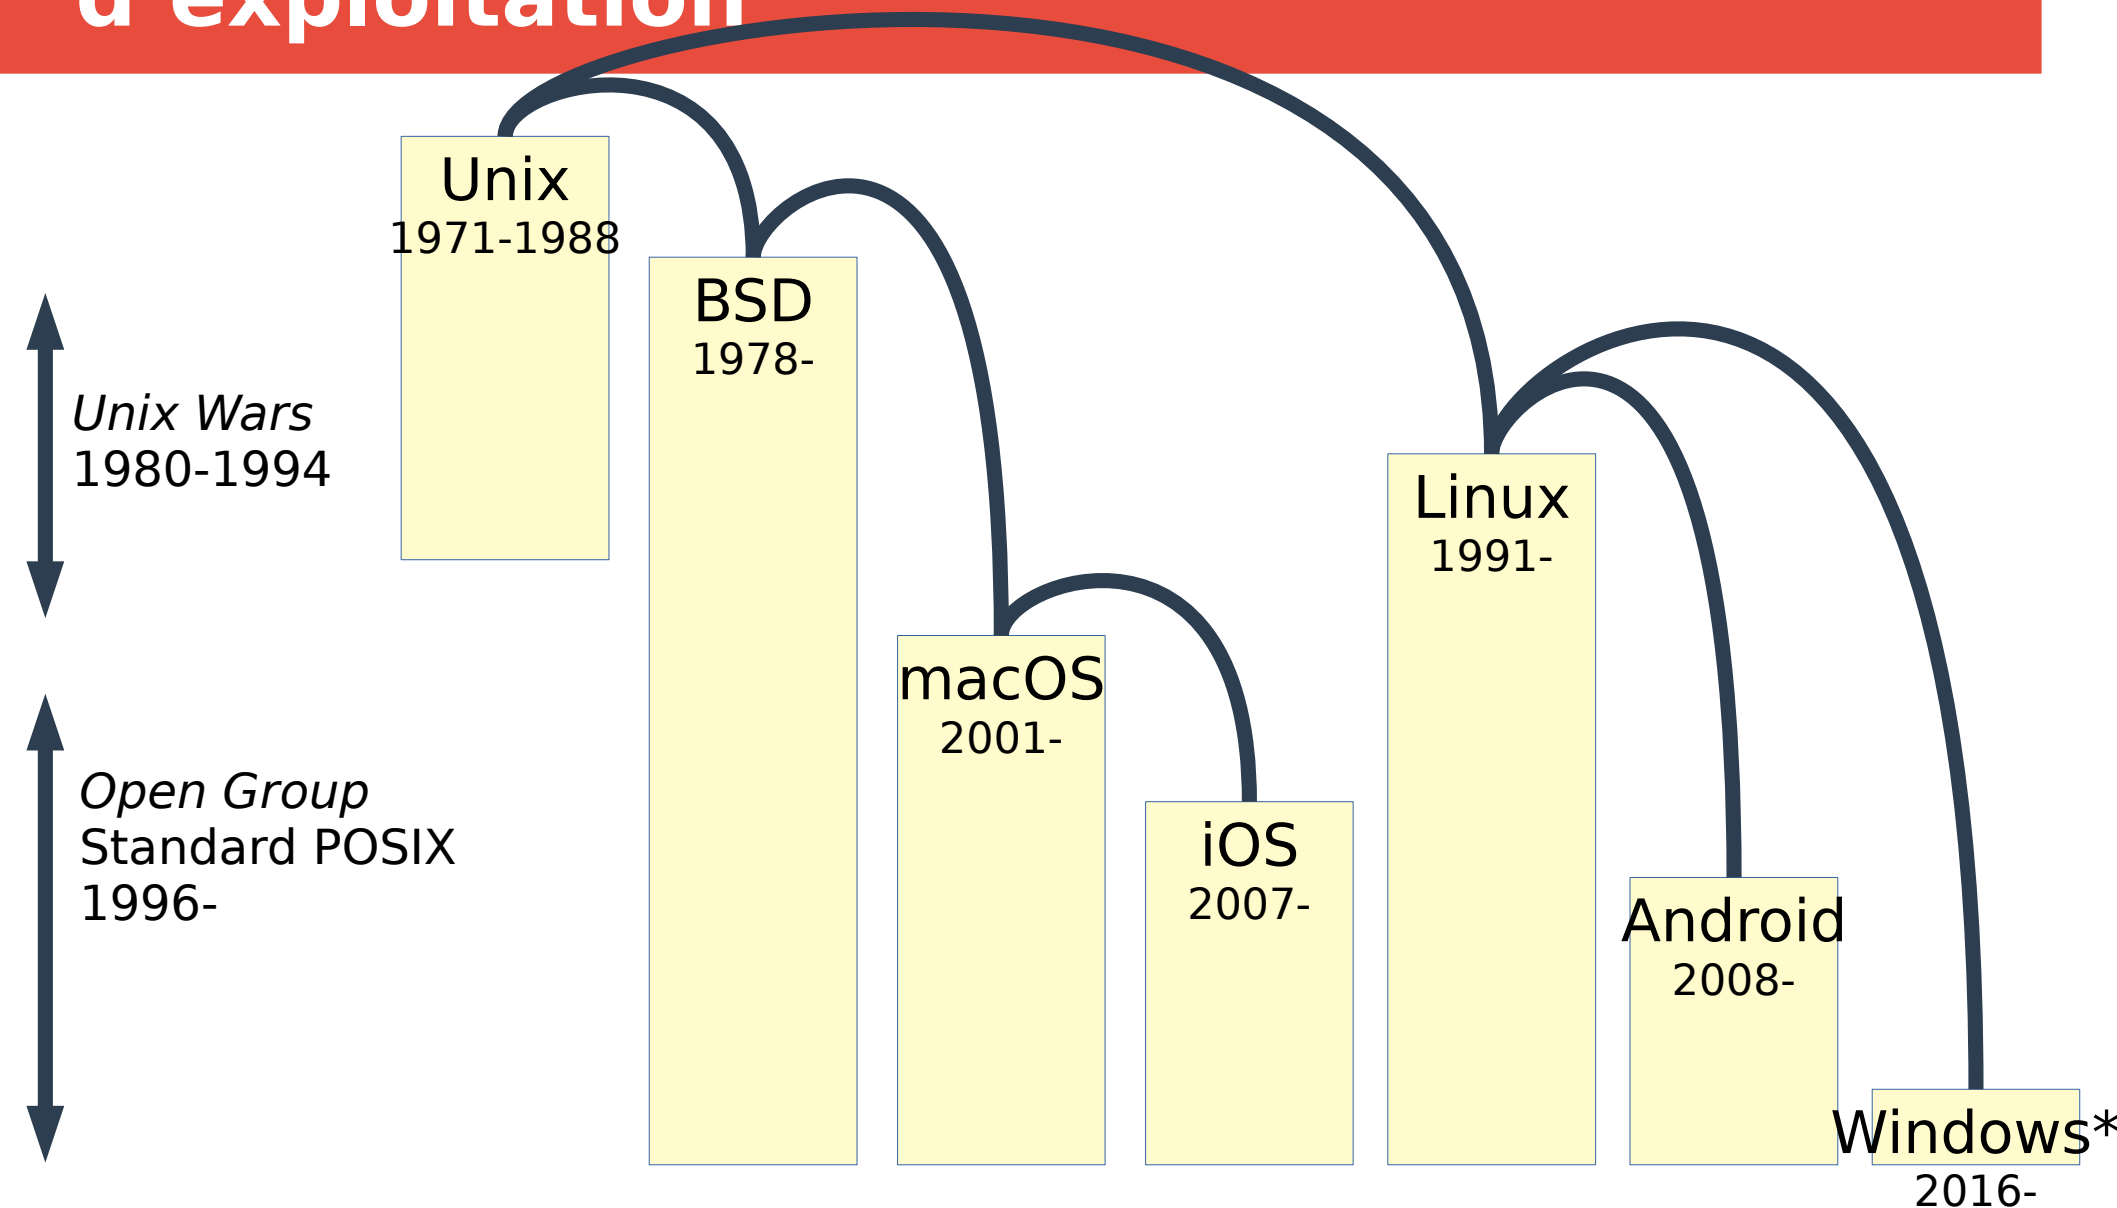 d'exploitation
Unix
1971-1988
BSD
1978-
Unix Wars
1980-1994
Linux
1991-
macOS
2001-
Open Group
Standard POSIX
1996-
iOS
2007-
Android
2008-
Windows*
2016-